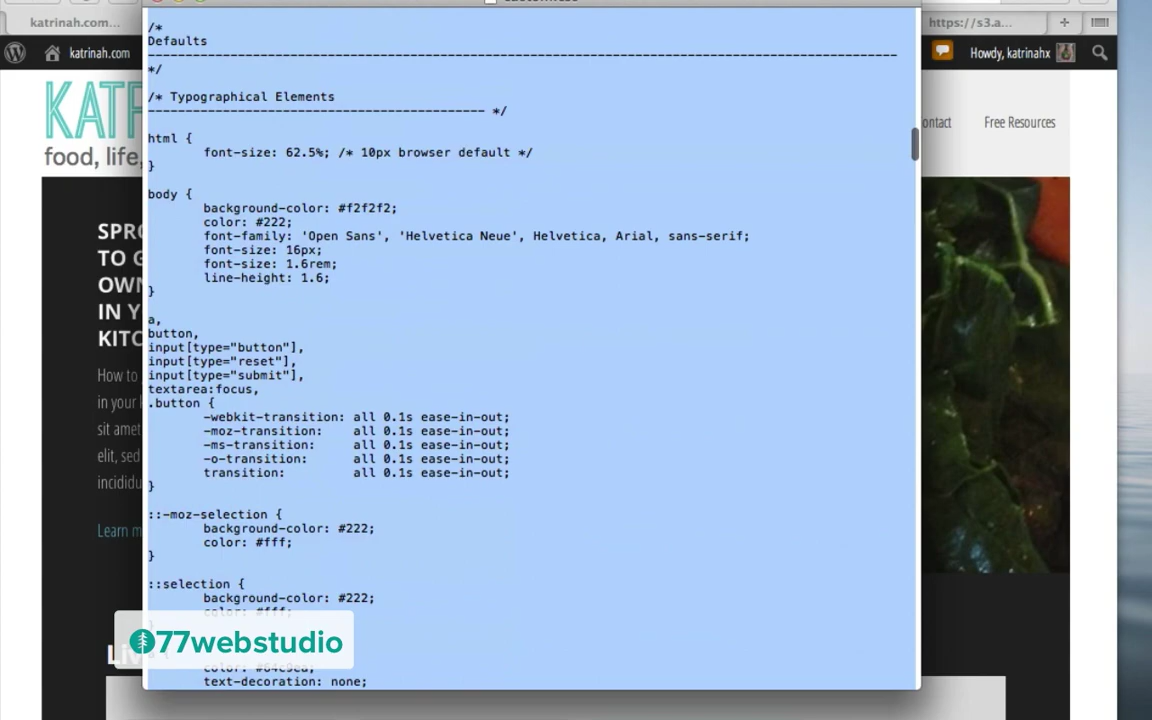 katrinah.com...
https://s3.a...
katrinah.com
Howdy, katrinahx
food, life,
Free Resources
SPRO
TO G
OWN
IN Y
KITC
How to
in your
sit amet
elit, sed
incididu
Learn m
/*
Defaults
----------------------------------------------------------------------------------------------------
*/
/* Typographical Elements
--------------------------------------------- */
html {
font-size: 62.5%; /* 10px browser default */
}
body {
background-color: #f2f2f2;
color: #222;
font-family: 'Open Sans', 'Helvetica Neue', Helvetica, Arial, sans-serif;
font-size: 16px;
font-size: 1.6rem;
line-height: 1.6;
}
a,
button,
input[type="button"],
input[type="reset"],
input[type="submit"],
textarea:focus,
.button {
-webkit-transition: all 0.1s ease-in-out;
-moz-transition: all 0.1s ease-in-out;
-ms-transition: all 0.1s ease-in-out;
-o-transition: all 0.1s ease-in-out;
transition: all 0.1s ease-in-out;
}
::-moz-selection {
background-color: #222;
color: #fff;
}
::selection {
background-color: #222;
color: #fff;
77webstudio
text-decoration: none;